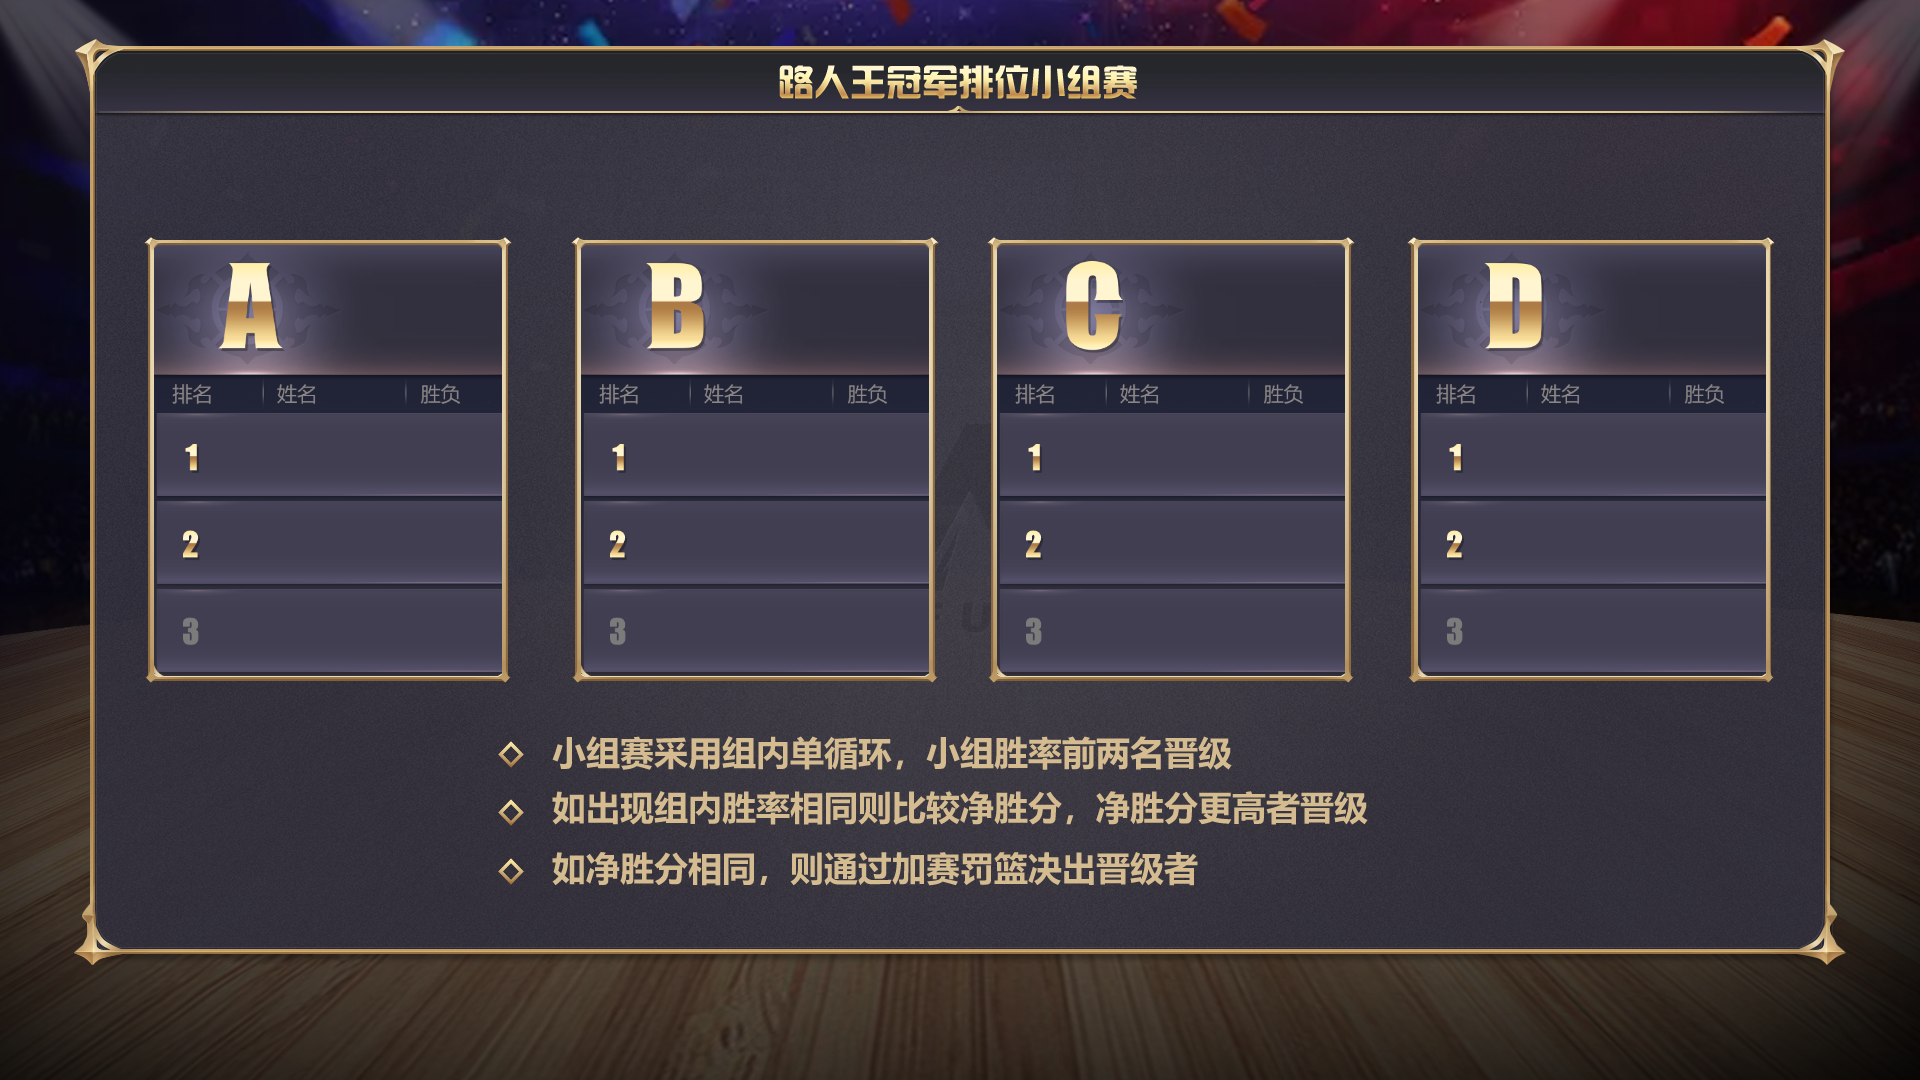 路人王冠军排位小组赛
A B C D
排名 姓名 胜负 排名 姓名 胜负 排名 姓名 胜负 排名 姓名 胜负
1 1 1 1
2 2 2 2
3 3 3 3
小组赛采用组内单循环，小组胜率前两名晋级
如出现组内胜率相同则比较净胜分，净胜分更高者晋级
如净胜分相同，则通过加赛罚篮决出晋级者